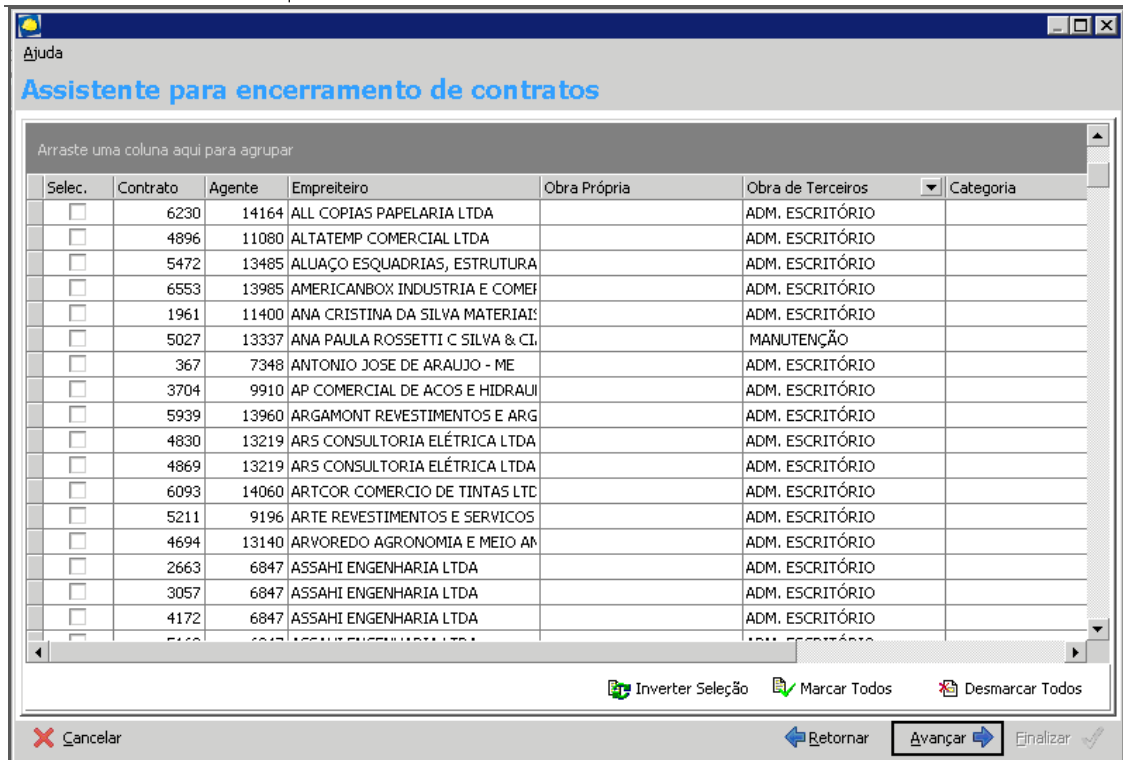 Ajuda
Assistente para encerramento de contratos
Arraste uma coluna aqui para agrupar
Selec. Contrato Agente Empreiteiro Obra Própria Obra de Terceiros Categoria
6230 14164 ALL COPIAS PAPELARIA LTDA ADM. ESCRITÓRIO
4896 11080 ALTATEMP COMERCIAL LTDA ADM. ESCRITÓRIO
5472 13485 ALUAÇO ESQUADRIAS, ESTRUTURA ADM. ESCRITÓRIO
6553 13985 AMERICANBOX INDUSTRIA E COMER ADM. ESCRITÓRIO
1961 11400 ANA CRISTINA DA SILVA MATERIAIS ADM. ESCRITÓRIO
5027 13337 ANA PAULA ROSSETTI C SILVA & CI. MANUTENÇÃO
367 7348 ANTONIO JOSE DE ARAUJO - ME ADM. ESCRITÓRIO
3704 9910 AP COMERCIAL DE ACOS E HIDRAUI ADM. ESCRITÓRIO
5939 13960 ARGAMONT REVESTIMENTOS E ARG ADM. ESCRITÓRIO
4830 13219 ARS CONSULTORIA ELÉTRICA LTDA ADM. ESCRITÓRIO
4869 13219 ARS CONSULTORIA ELÉTRICA LTDA ADM. ESCRITÓRIO
6093 14060 ARTCOR COMERCIO DE TINTAS LTD ADM. ESCRITÓRIO
5211 9196 ARTE REVESTIMENTOS E SERVICOS ADM. ESCRITÓRIO
4694 13140 ARVOREDO AGRONOMIA E MEIO AN ADM. ESCRITÓRIO
2663 6847 ASSAHI ENGENHARIA LTDA ADM. ESCRITÓRIO
3057 6847 ASSAHI ENGENHARIA LTDA ADM. ESCRITÓRIO
4172 6847 ASSAHI ENGENHARIA LTDA ADM. ESCRITÓRIO
Inverter Seleção Marcar Todos Desmarcar Todos
Cancelar Retornar Avançar Finalizar